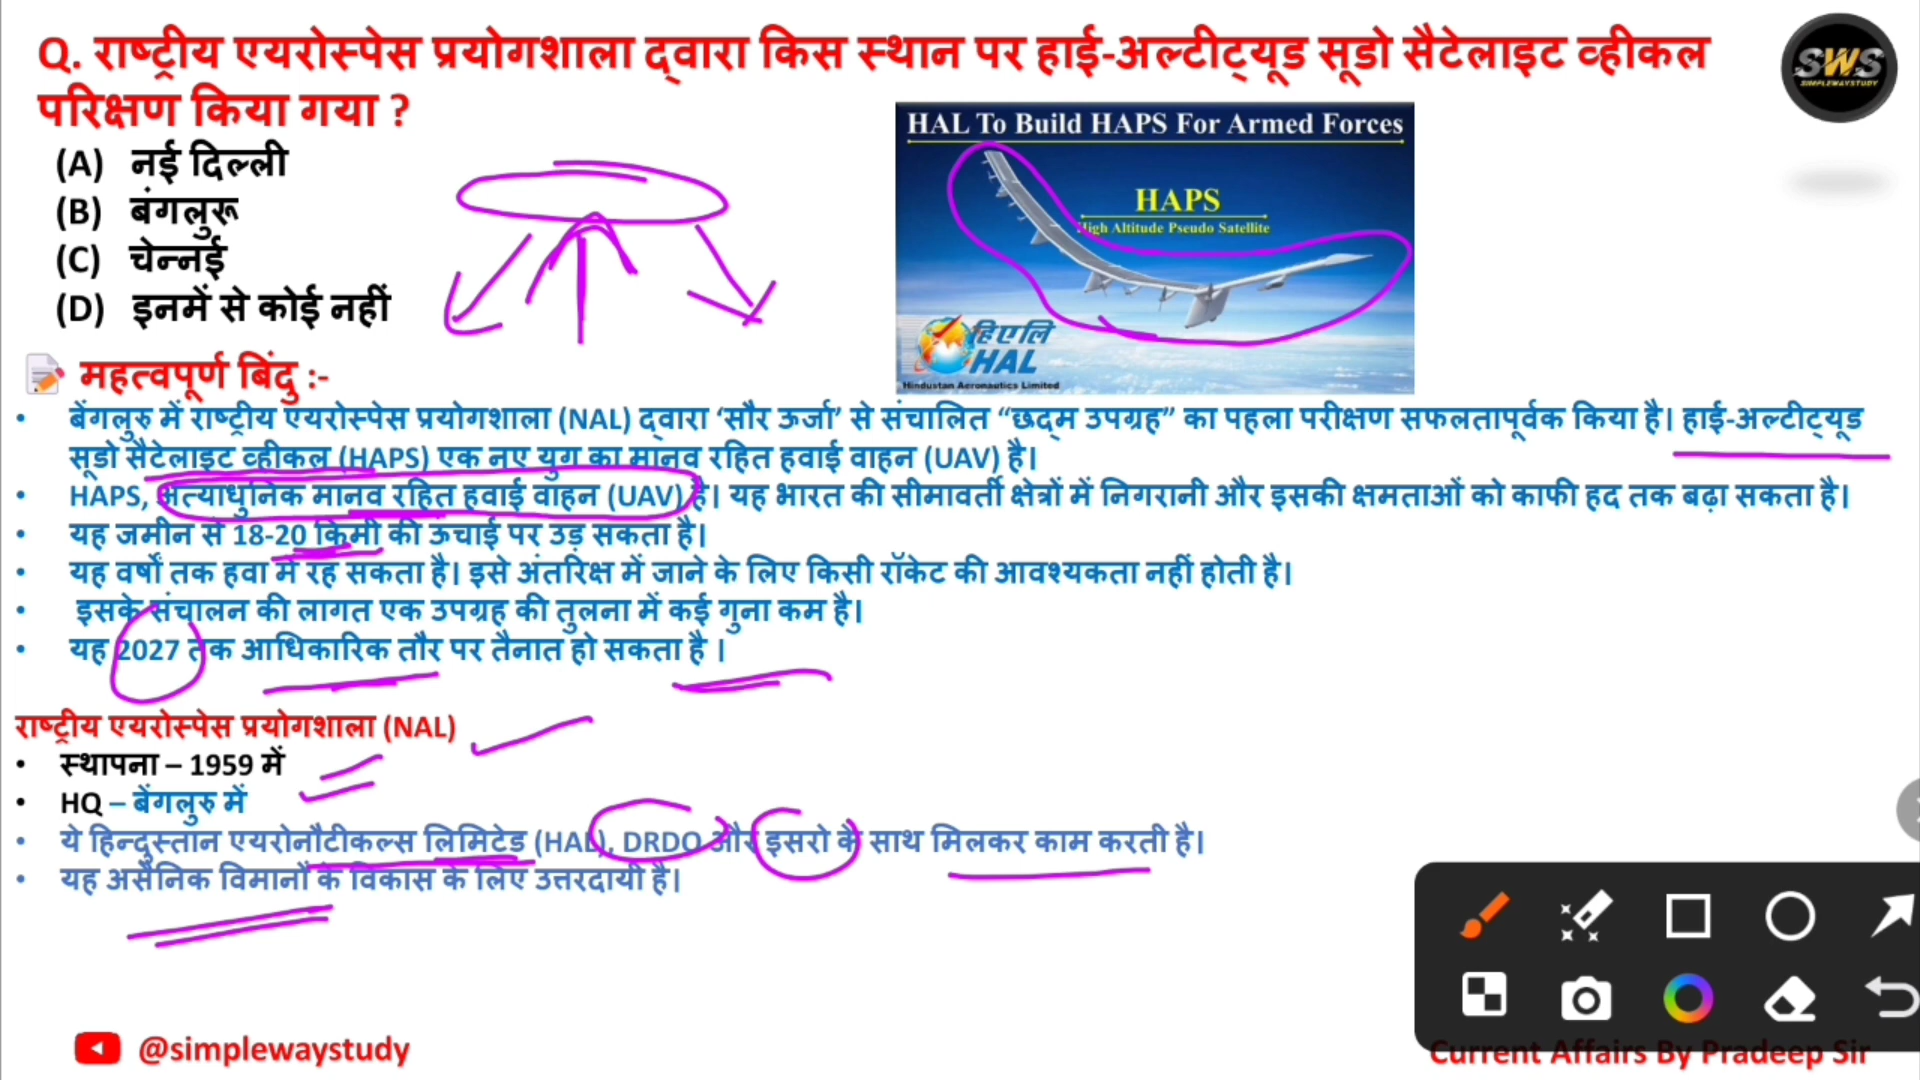 Q. राष्ट्रीय एयरोस्पेस प्रयोगशाला द्वारा किस स्थान पर हाई-अल्टीट्यूड सूडो सैटेलाइट व्हीकल
परिक्षण किया गया ?
(A) नई दिल्ली
(B) बंगलुरू
(C) चेन्नई
(D) इनमें से कोई नहीं
SWS
SIMPLEWAYSTUDY
HAL To Build HAPS For Armed Forces
HAPS
High Altitude Pseudo Satellite
हिएलि
HAL
Hindustan Aeronautics Limited
महत्वपूर्ण बिंदु :-
• बेंगलुरु में राष्ट्रीय एयरोस्पेस प्रयोगशाला (NAL) द्वारा ‘सौर ऊर्जा’ से संचालित “छद्म उपग्रह” का पहला परीक्षण सफलतापूर्वक किया है। हाई-अल्टीट्यूड
सूडो सैटेलाइट व्हीकल (HAPS) एक नए युग का मानव रहित हवाई वाहन (UAV) है।
• HAPS, अत्याधुनिक मानव रहित हवाई वाहन (UAV) है। यह भारत की सीमावर्ती क्षेत्रों में निगरानी और इसकी क्षमताओं को काफी हद तक बढ़ा सकता है।
• यह जमीन से 18-20 किमी की ऊचाई पर उड़ सकता है।
• यह वर्षों तक हवा में रह सकता है। इसे अंतरिक्ष में जाने के लिए किसी रॉकेट की आवश्यकता नहीं होती है।
• इसके संचालन की लागत एक उपग्रह की तुलना में कई गुना कम है।
• यह 2027 तक आधिकारिक तौर पर तैनात हो सकता है ।
राष्ट्रीय एयरोस्पेस प्रयोगशाला (NAL)
• स्थापना – 1959 में
• HQ – बेंगलुरु में
• ये हिन्दुस्तान एयरोनौटीकल्स लिमिटेड (HAL), DRDO और इसरो के साथ मिलकर काम करती है।
• यह असैनिक विमानों के विकास के लिए उत्तरदायी है।
@simplewaystudy
Current Affairs By Pradeep Sir